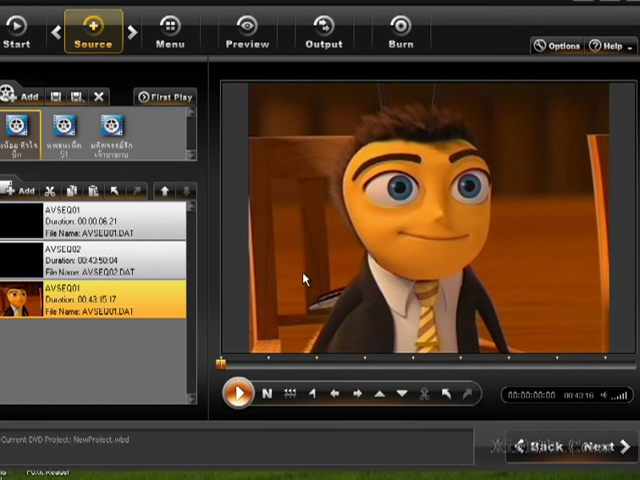 Start
Source
Menu
Preview
Output
Burn
Options
Help
Add
First Play
Add
AVSEQ01
Duration: 00:00:06:21
File Name: AVSEQ01.DAT
AVSEQ02
Duration: 00:43:50:04
File Name: AVSEQ02.DAT
AVSEQ01
Duration: 00:43:15:17
File Name: AVSEQ01.DAT
N
00:00:00:00
00:43:16
Current DVD Project: NewProject.wbd
Back
Next